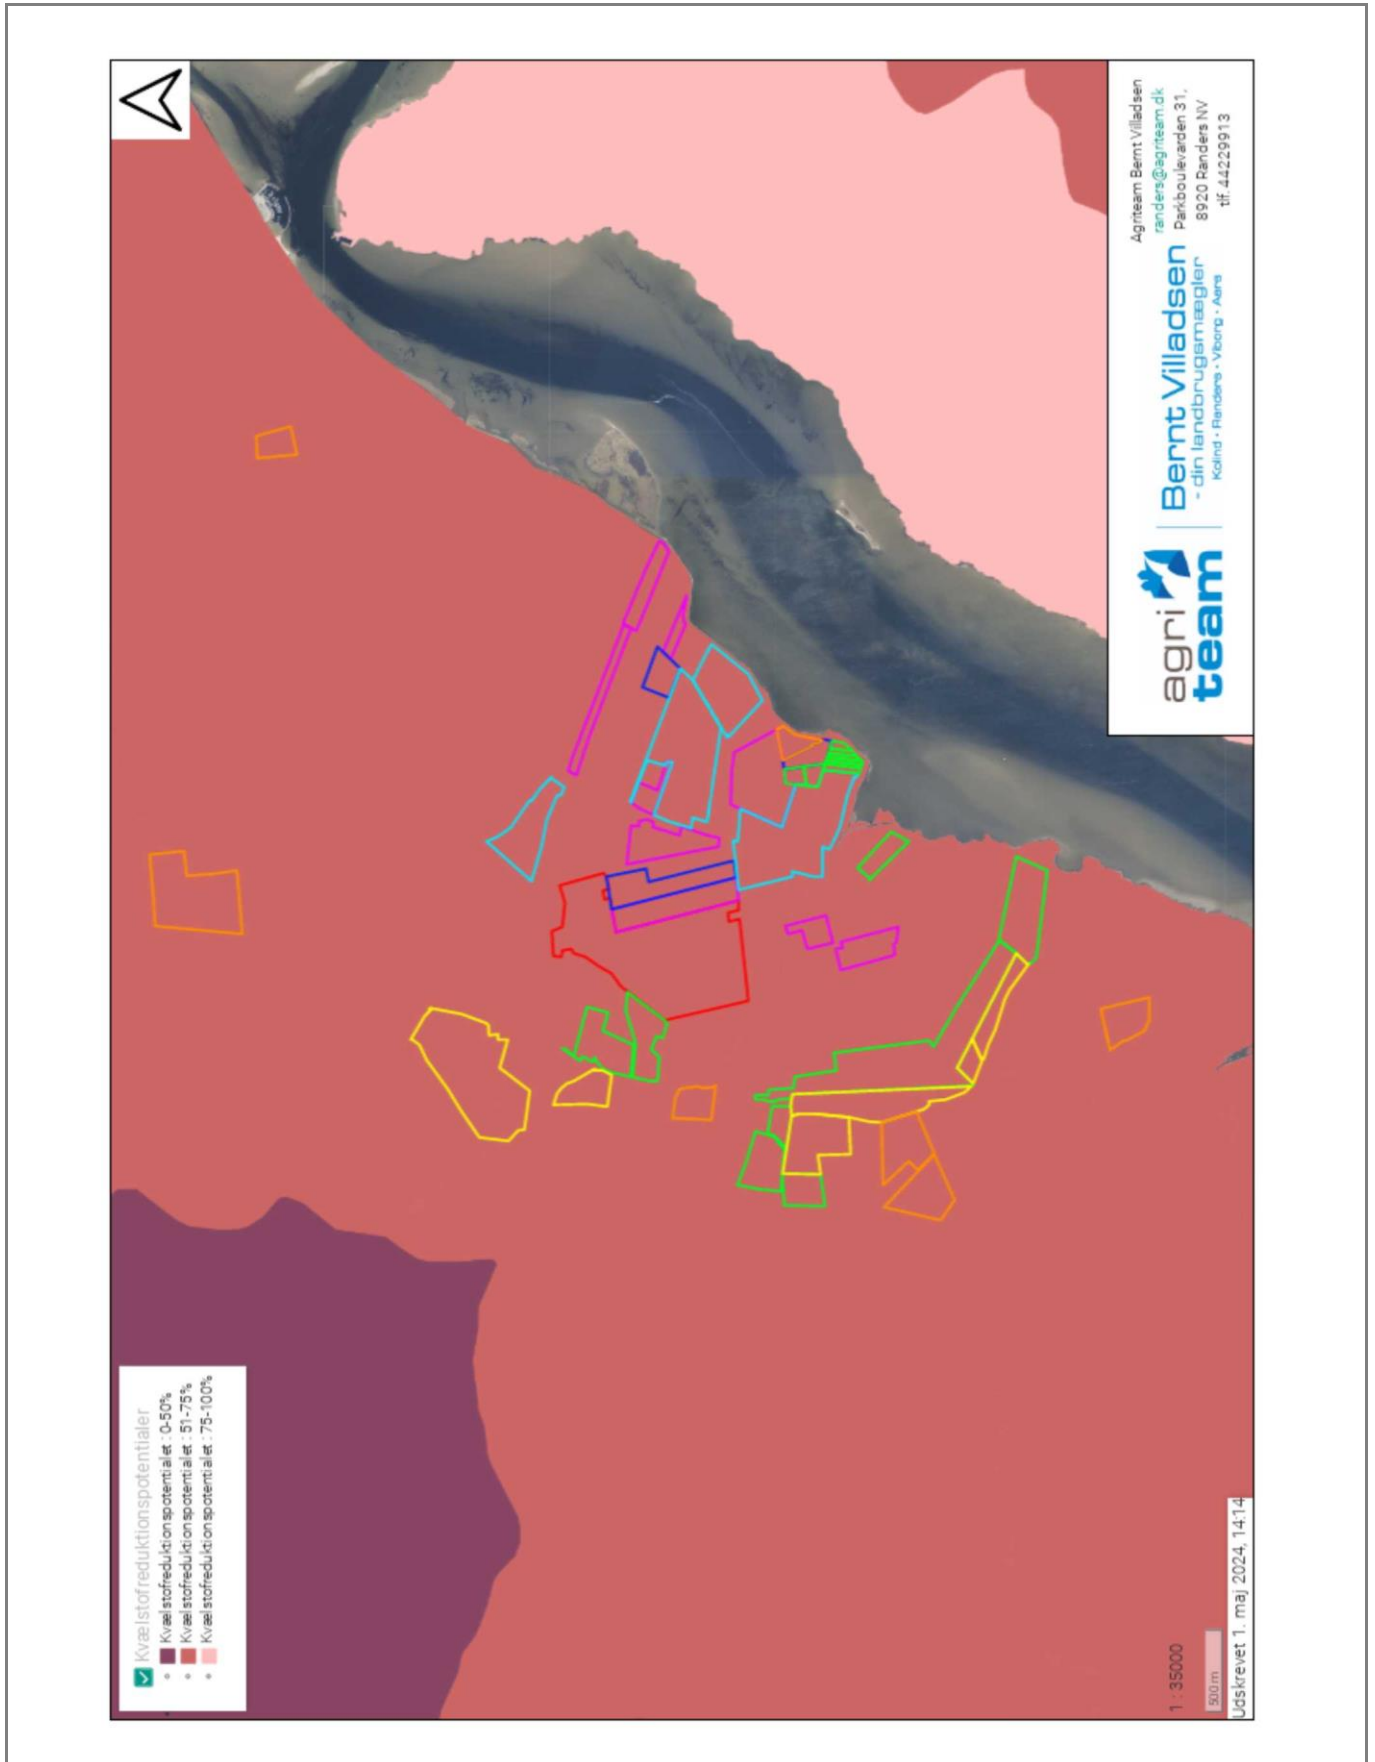 Kvælstofreduktionspotentialer
Kvælstofreduktionspotentialet : 0-50%
Kvælstofreduktionspotentialet : 51-75%
Kvælstofreduktionspotentialet : 75-100%
1 : 35000
500 m
Udskrevet 1. maj 2024, 14:14
agri
team
Bernt Villadsen
- din landbrugsmægler
Kolind • Randers • Viborg • Aars
Agriteam Bernt Villadsen
randers@agriteam.dk
Parkboulevarden 31,
8920 Randers NV
tlf. 44229913